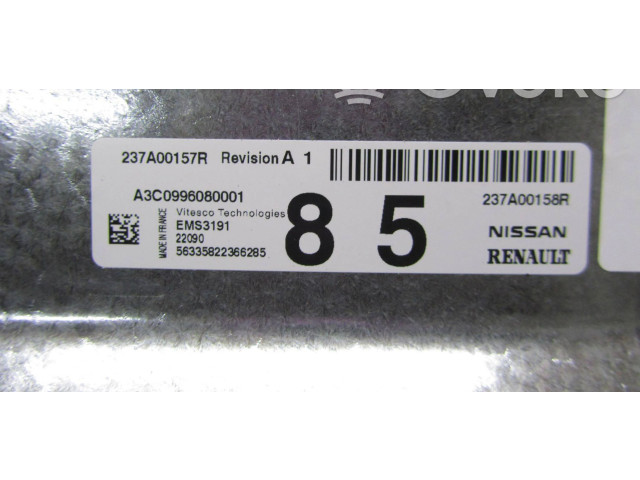 237A00157R Revision A 1
A3C0996080001
237A00158R
MADE IN FRANCE
Vitesco Technologies
EMS3191
22090
56335822366285
8 5
NISSAN
RENAULT